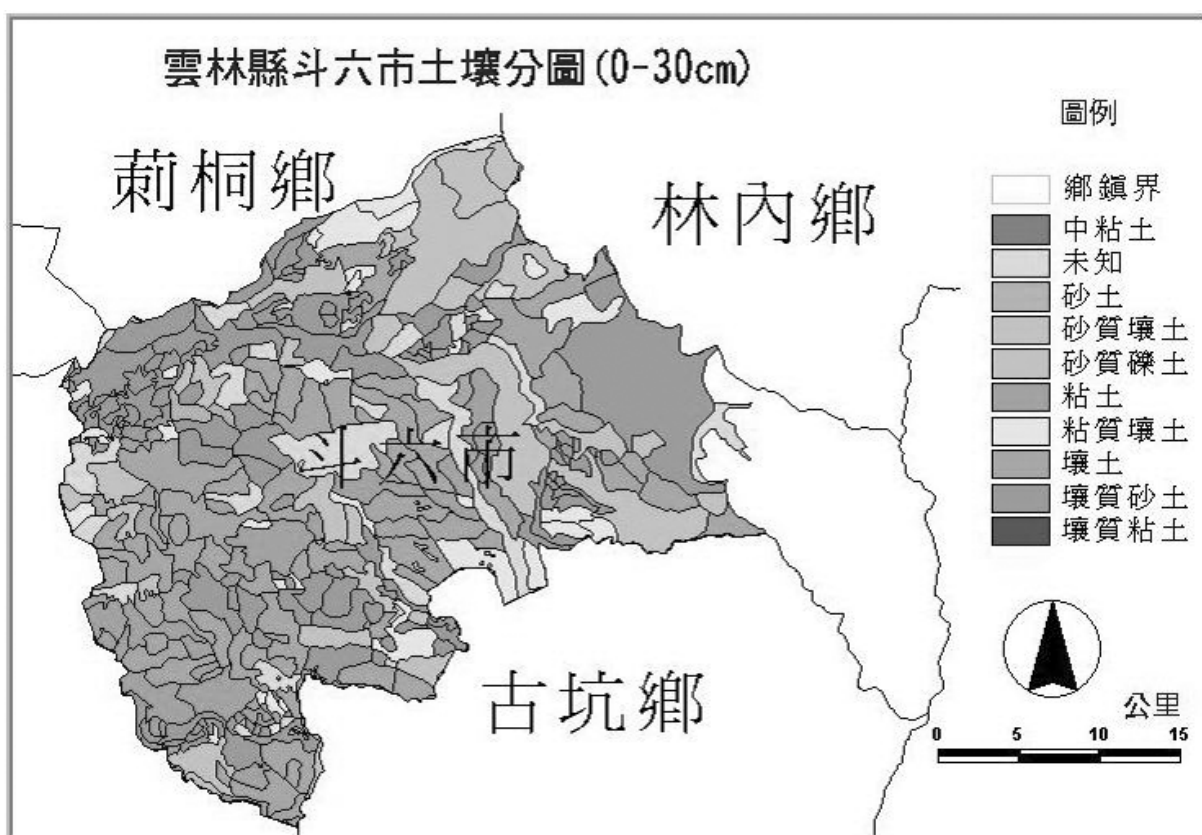 雲林縣斗六市土壤分圖(0-30cm)
莿桐鄉
林內鄉
斗六市
古坑鄉
圖例
鄉鎮界
中粘土
未知
砂土
砂質壤土
砂質礫土
粘土
粘質壤土
壤土
壤質砂土
壤質粘土
公里
0 5 10 15